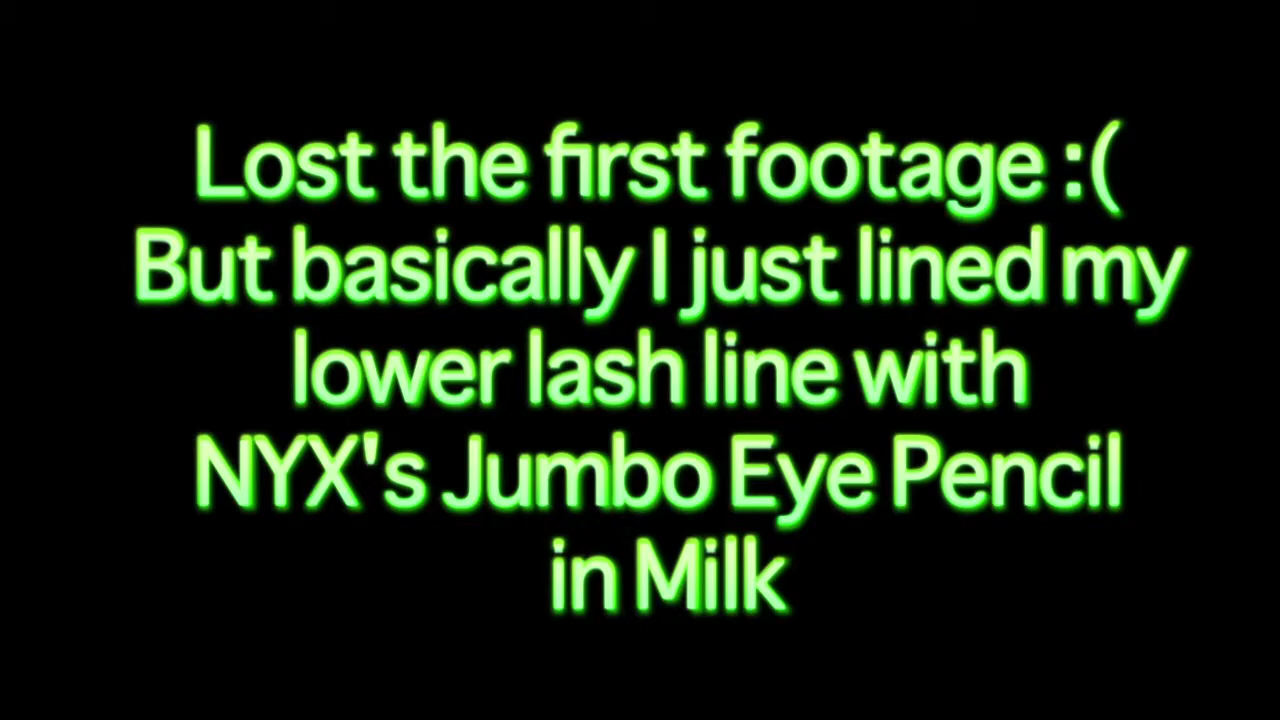 Lost the first footage :(
But basically I just lined my
lower lash line with
NYX's Jumbo Eye Pencil
in Milk